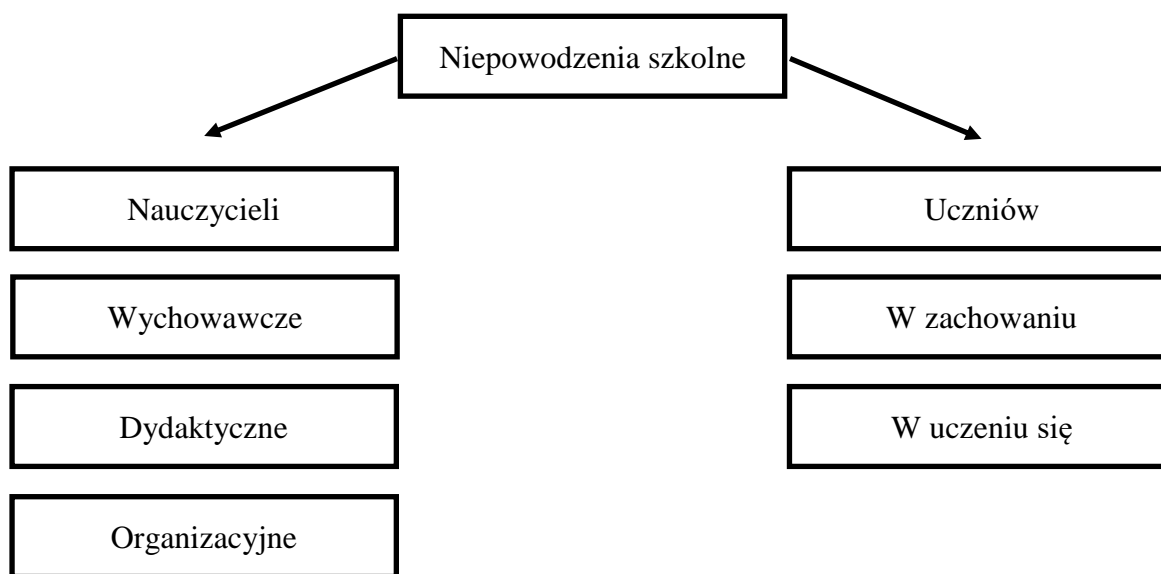 Niepowodzenia szkolne
Nauczycieli
Uczniów
Wychowawcze
W zachowaniu
Dydaktyczne
W uczeniu się
Organizacyjne